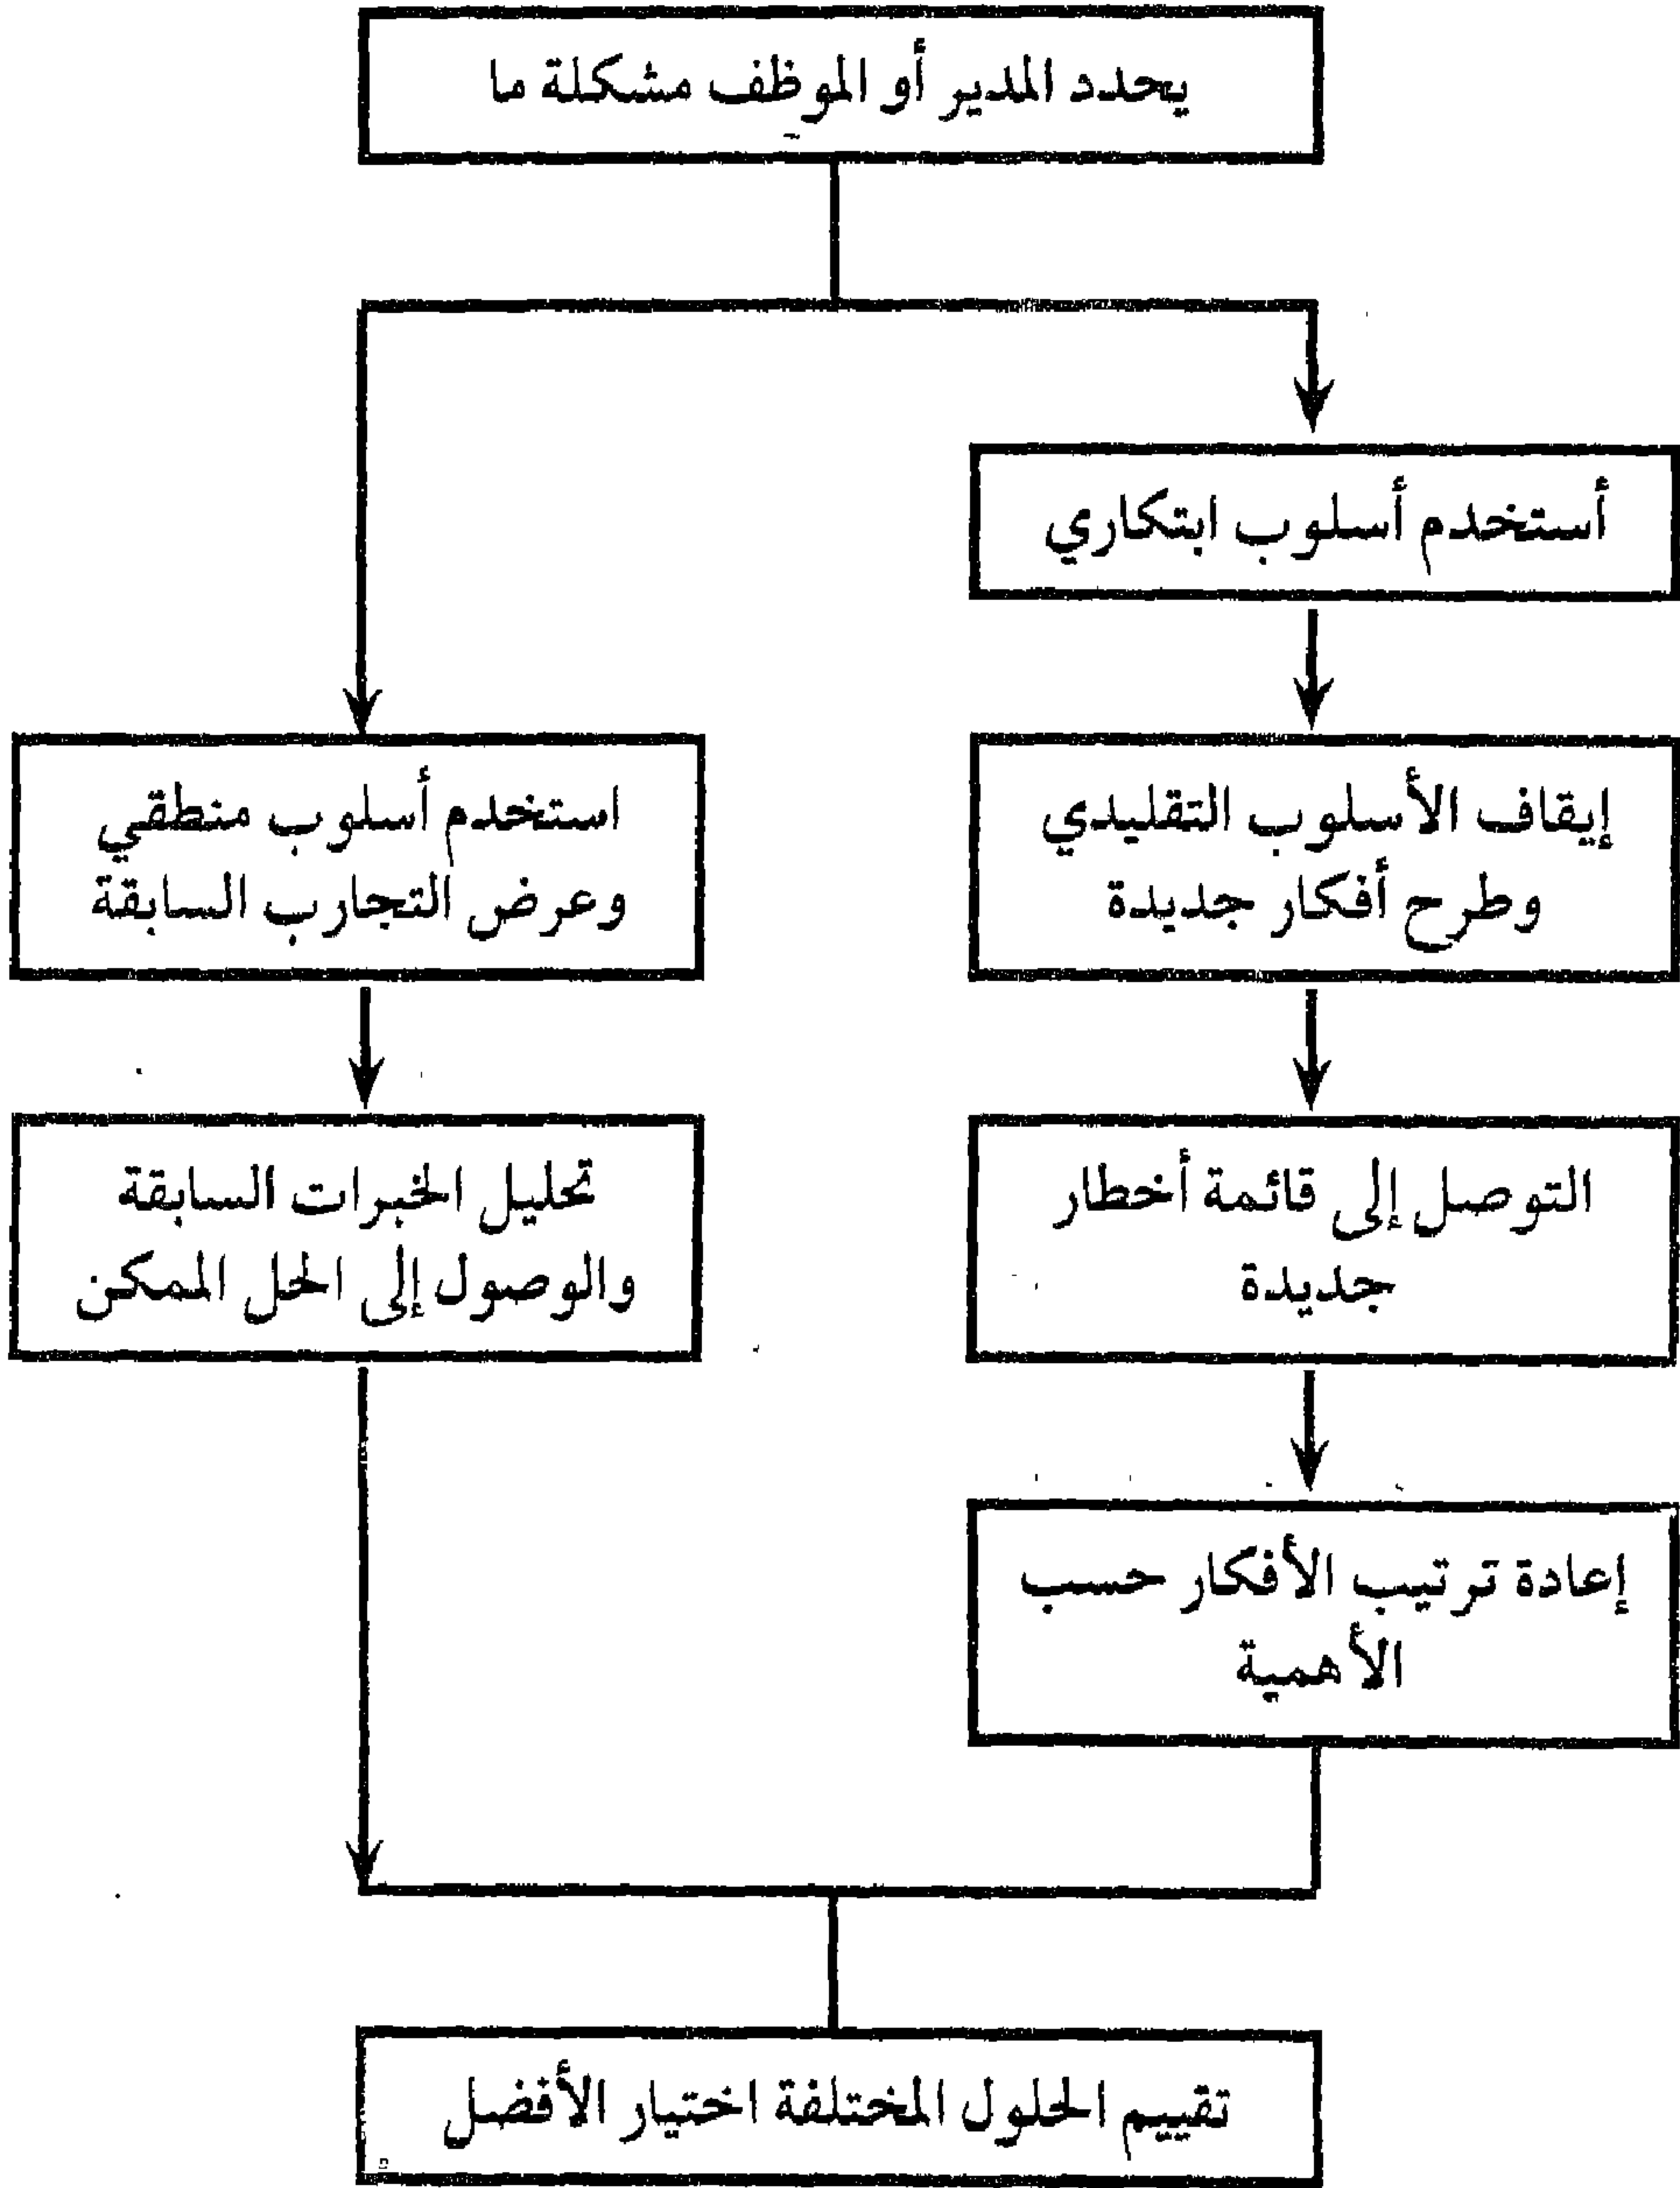 يحدد المدير أو الموظف مشكلة ما
أستخدم أسلوب ابتكاري
إيقاف الأسلوب التقليدي
وطرح أفكار جديدة
التوصل إلى قائمة أخطار
جديدة
إعادة ترتيب الأفكار حسب
الأهمية
استخدم أسلوب منطقي
وعرض التجارب السابقة
تحليل الخبرات السابقة
والوصول إلى الحل الممكن
تقييم الحلول المختلفة اختيار الأفضل